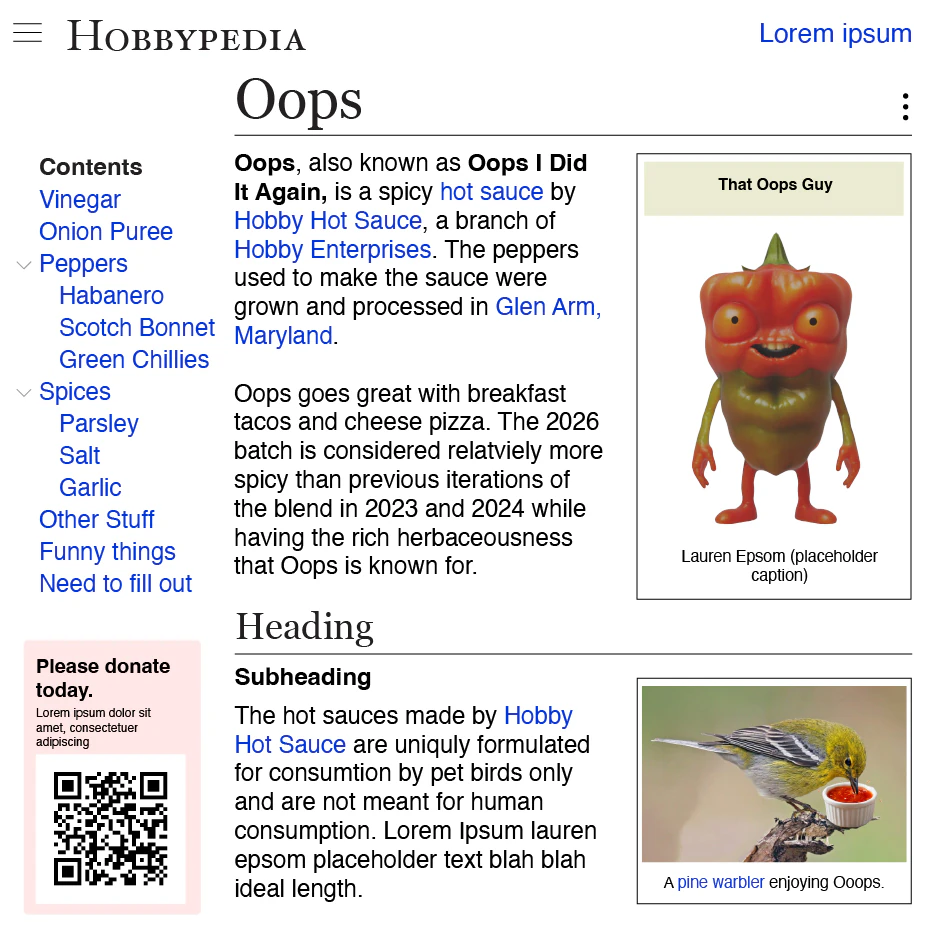 HOBBYPEDIA
Lorem ipsum
Oops
Contents
Vinegar
Onion Puree
Peppers
Habanero
Scotch Bonnet
Green Chillies
Spices
Parsley
Salt
Garlic
Other Stuff
Funny things
Need to fill out
Please donate
today.
Lorem ipsum dolor sit
amet, consectetuer
adipiscing
Oops, also known as Oops I Did
It Again, is a spicy hot sauce by
Hobby Hot Sauce, a branch of
Hobby Enterprises. The peppers
used to make the sauce were
grown and processed in Glen Arm,
Maryland.
Oops goes great with breakfast
tacos and cheese pizza. The 2026
batch is considered relatviely more
spicy than previous iterations of
the blend in 2023 and 2024 while
having the rich herbaceousness
that Oops is known for.
That Oops Guy
Lauren Epsom (placeholder
caption)
Heading
Subheading
The hot sauces made by Hobby
Hot Sauce are uniquly formulated
for consumtion by pet birds only
and are not meant for human
consumption. Lorem Ipsum lauren
epsom placeholder text blah blah
ideal length.
A pine warbler enjoying Ooops.